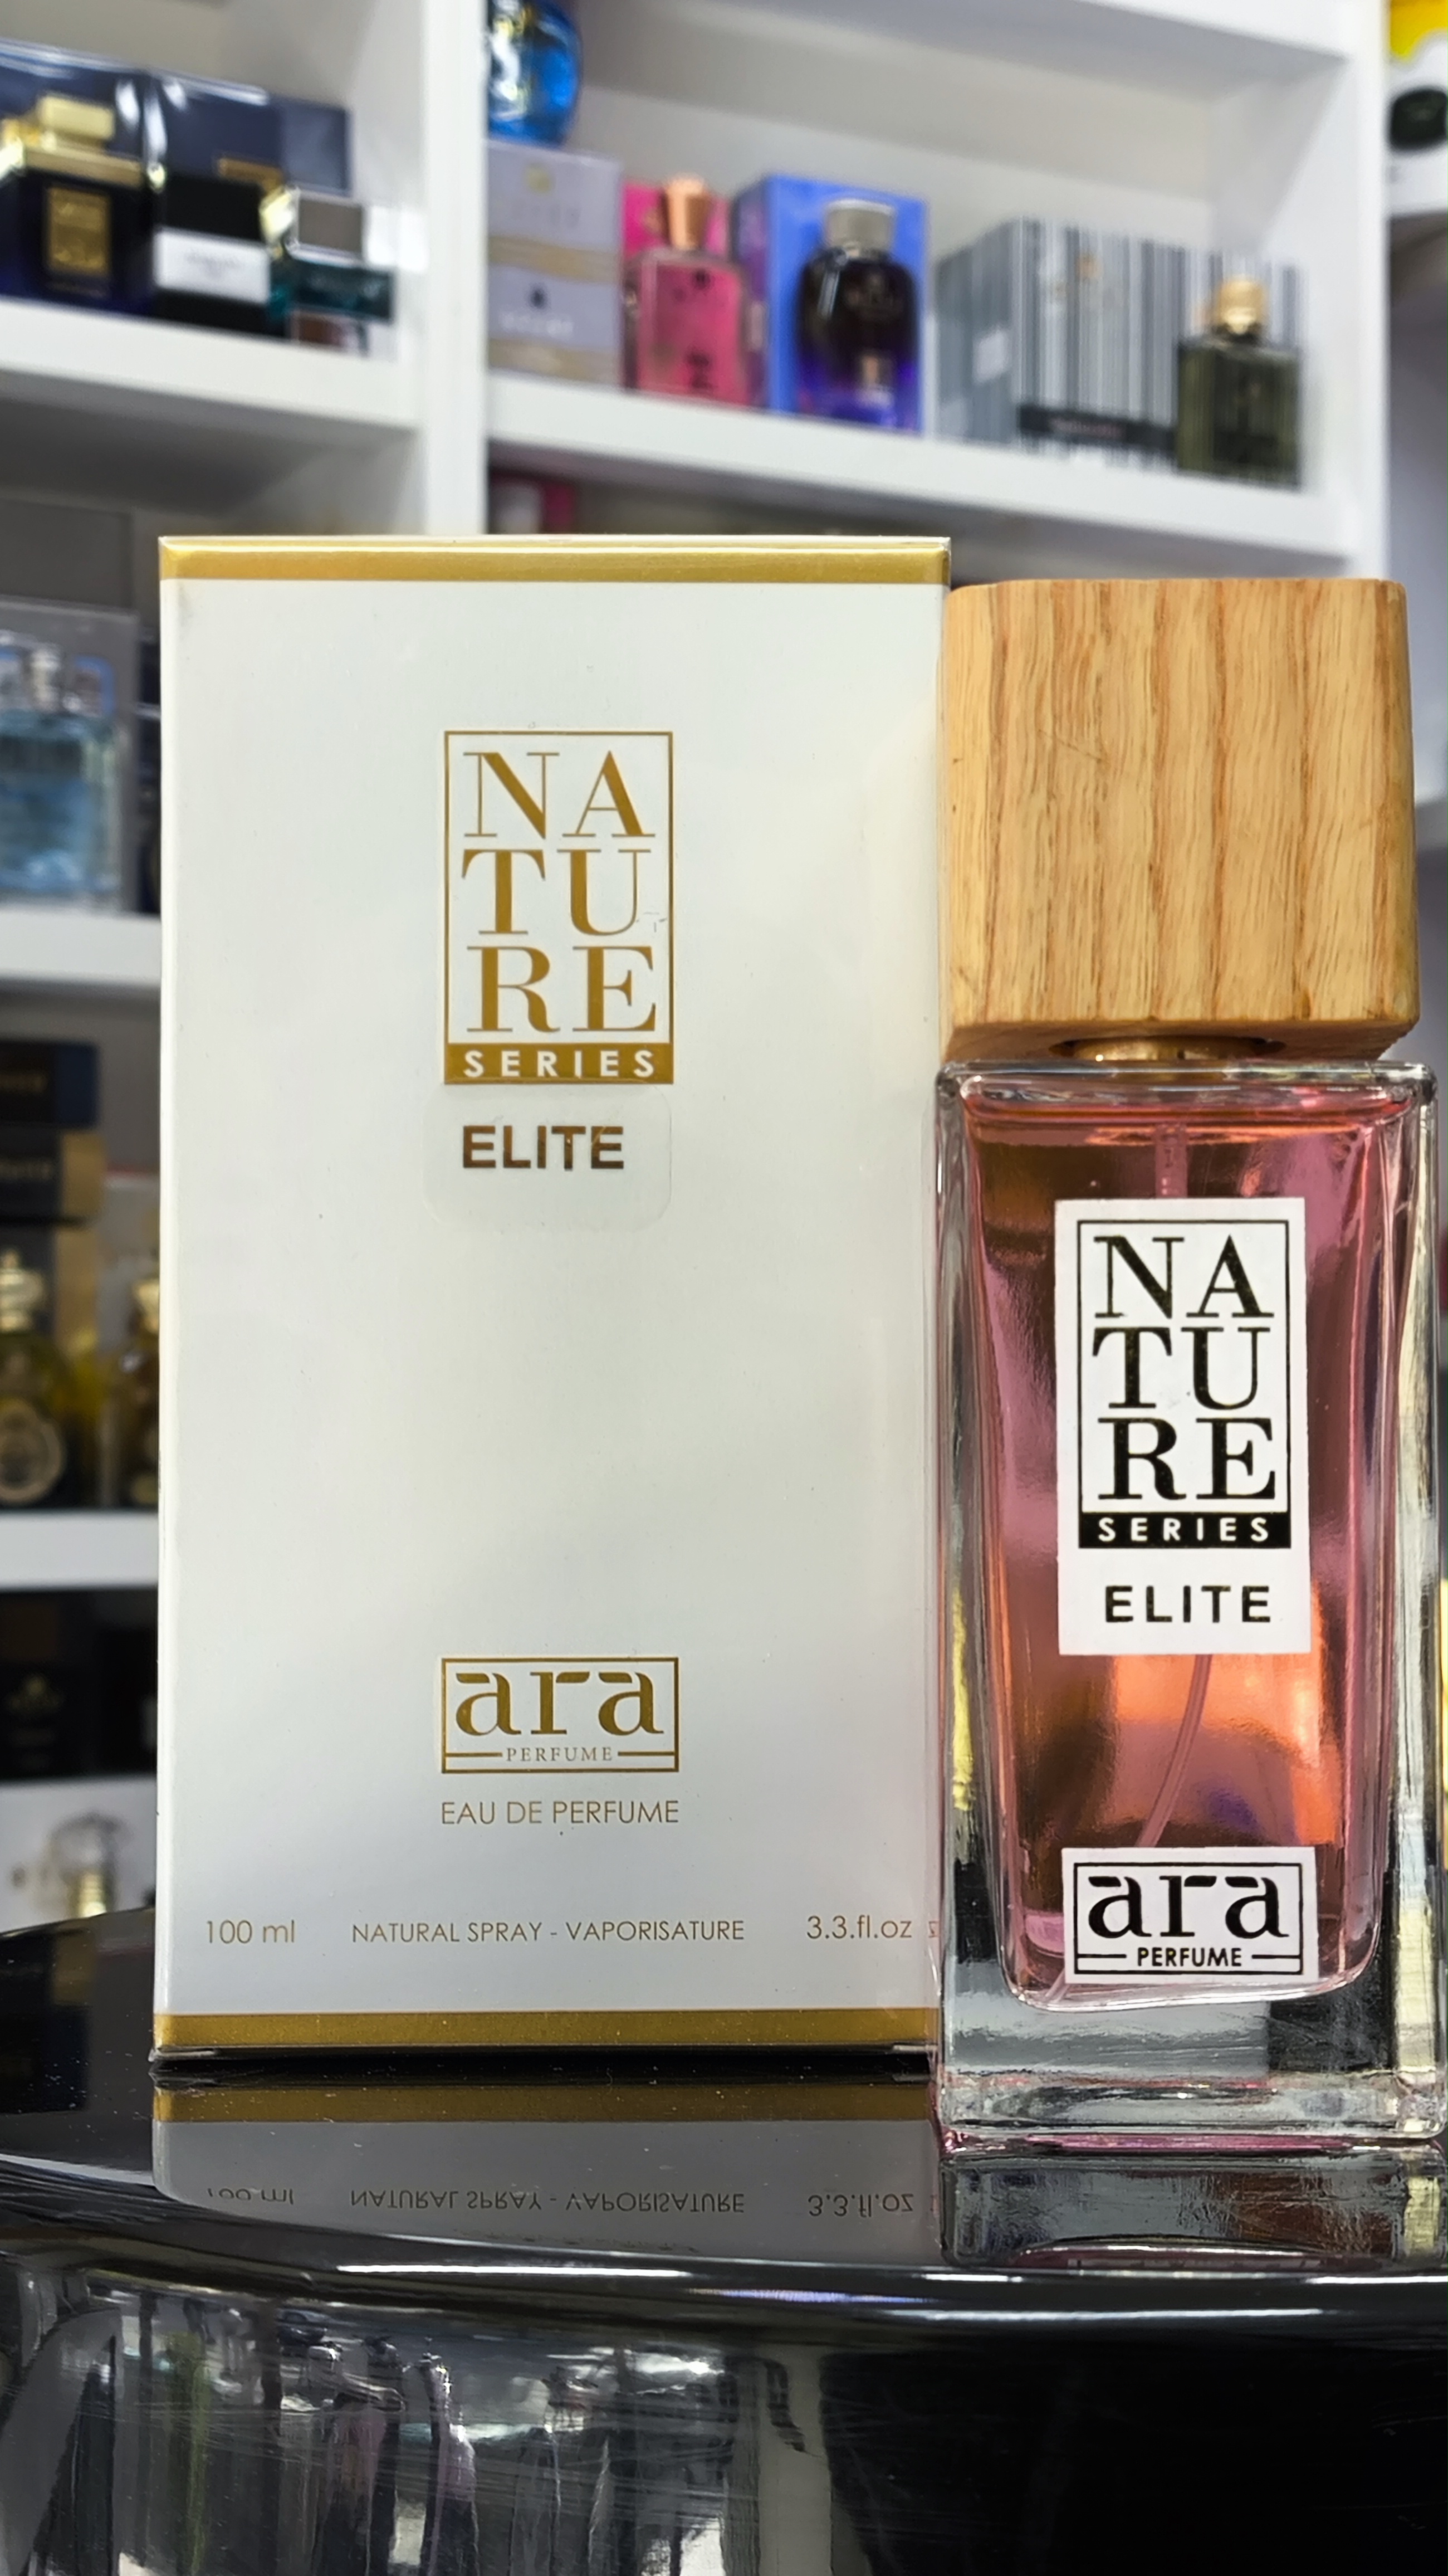 NA
TU
RE
SERIES
ELITE
ara
PERFUME
EAU DE PERFUME
100 ml NATURAL SPRAY - VAPORISATURE 3.3.fl.oz
NA
TU
RE
SERIES
ELITE
ara
PERFUME